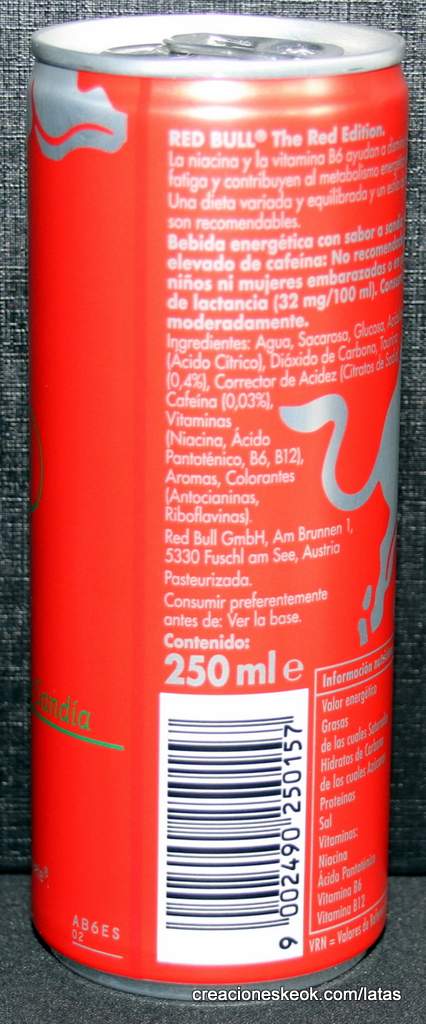 RED BULL® The Red Edition.
La niacina y la vitamina B6 ayudan a
fatiga y contribuyen al metabolismo
Una dieta variada y equilibrada y un
son recomendables.
Bebida energética con sabor a
elevado de cafeína: No
niños ni mujeres embarazadas o
de lactancia (32 mg/100 ml).
moderadamente.
Ingredientes: Agua, Sacarosa, Glucosa,
(Ácido Cítrico), Dióxido de Carbono,
(0,4%), Corrector de Acidez (Citratos de
Cafeína (0,03%),
Vitaminas
(Niacina, Ácido
Pantoténico, B6, B12),
Aromas, Colorantes
(Antocianinas,
Riboflavinas).
Red Bull GmbH, Am Brunnen 1,
5330 Fuschl am See, Austria
Pasteurizada.
Consumir preferentemente
antes de: Ver la base.
Contenido:
250 ml e
andía
AB6ES
02
9 002490 250157
Información
Valor energético
Grasas
de las cuales
Hidratos de Carbono
de los cuales
Proteínas
Sal
Vitaminas:
Niacina
Ácido Pantoténico
Vitamina B6
Vitamina B12
VRN = Valores de
creacioneskeok.com/latas